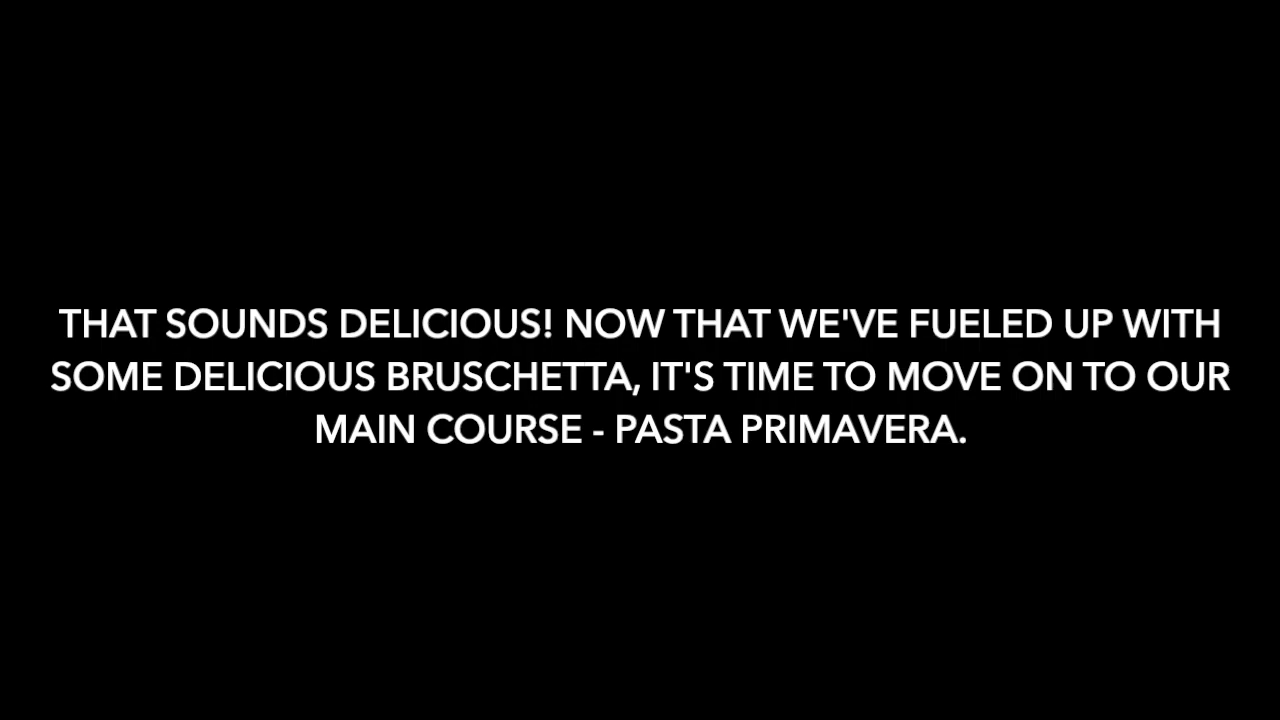 THAT SOUNDS DELICIOUS! NOW THAT WE'VE FUELED UP WITH
SOME DELICIOUS BRUSCHETTA, IT'S TIME TO MOVE ON TO OUR
MAIN COURSE - PASTA PRIMAVERA.